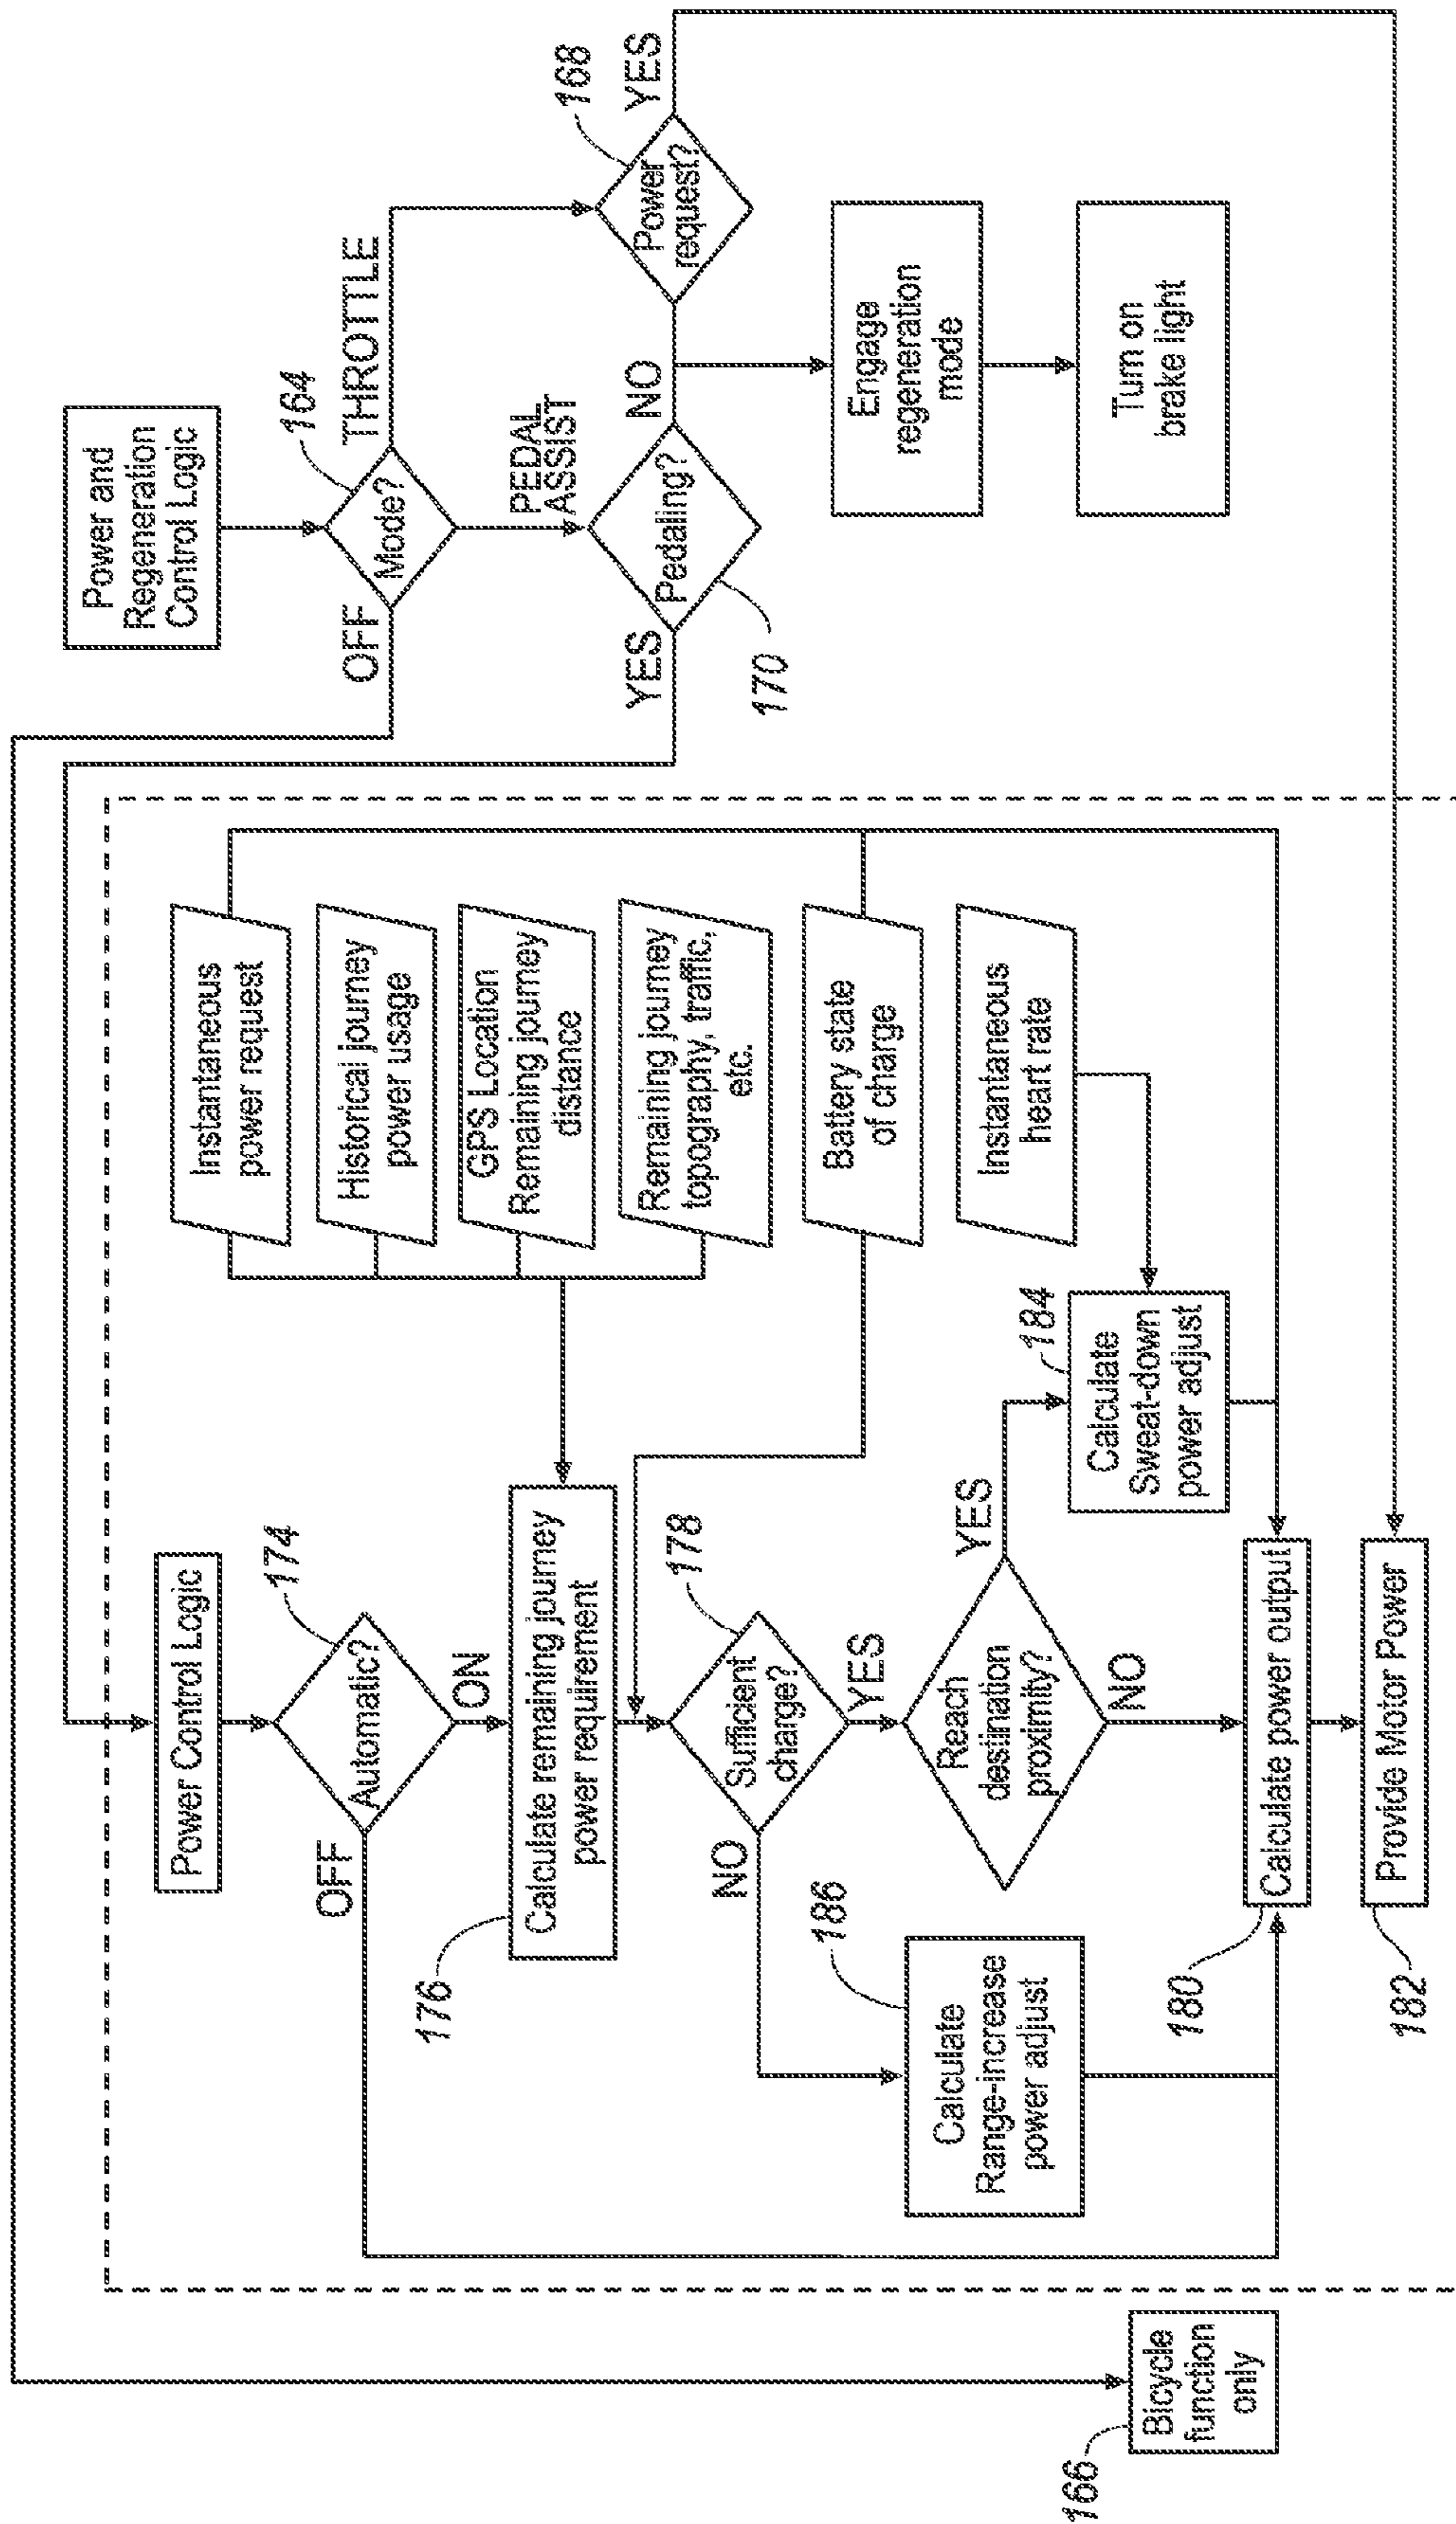 Power and
Regeneration
Control Logic
164
Mode?
OFF
THROTTLE
PEDAL
ASSIST
168
Power
request?
YES
Pedalling?
YES
NO
170
Engage
regeneration
mode
Turn on
brake light
Power Control Logic
174
Automatic?
OFF
ON
176
Calculate remaining journey
power requirement
Instantaneous
power request
Historical journey
power usage
GPS Location
Remaining journey
distance
Remaining journey
topography, traffic,
etc.
Battery state
of charge
Instantaneous
heart rate
178
Sufficient
charge?
NO
YES
Reach
destination
proximity?
YES
NO
184
Calculate
Sweat-down
power adjust
186
Calculate
Range-increase
power adjust
180
Calculate power output
182
Provide Motor Power
166
Bicycle
function
only